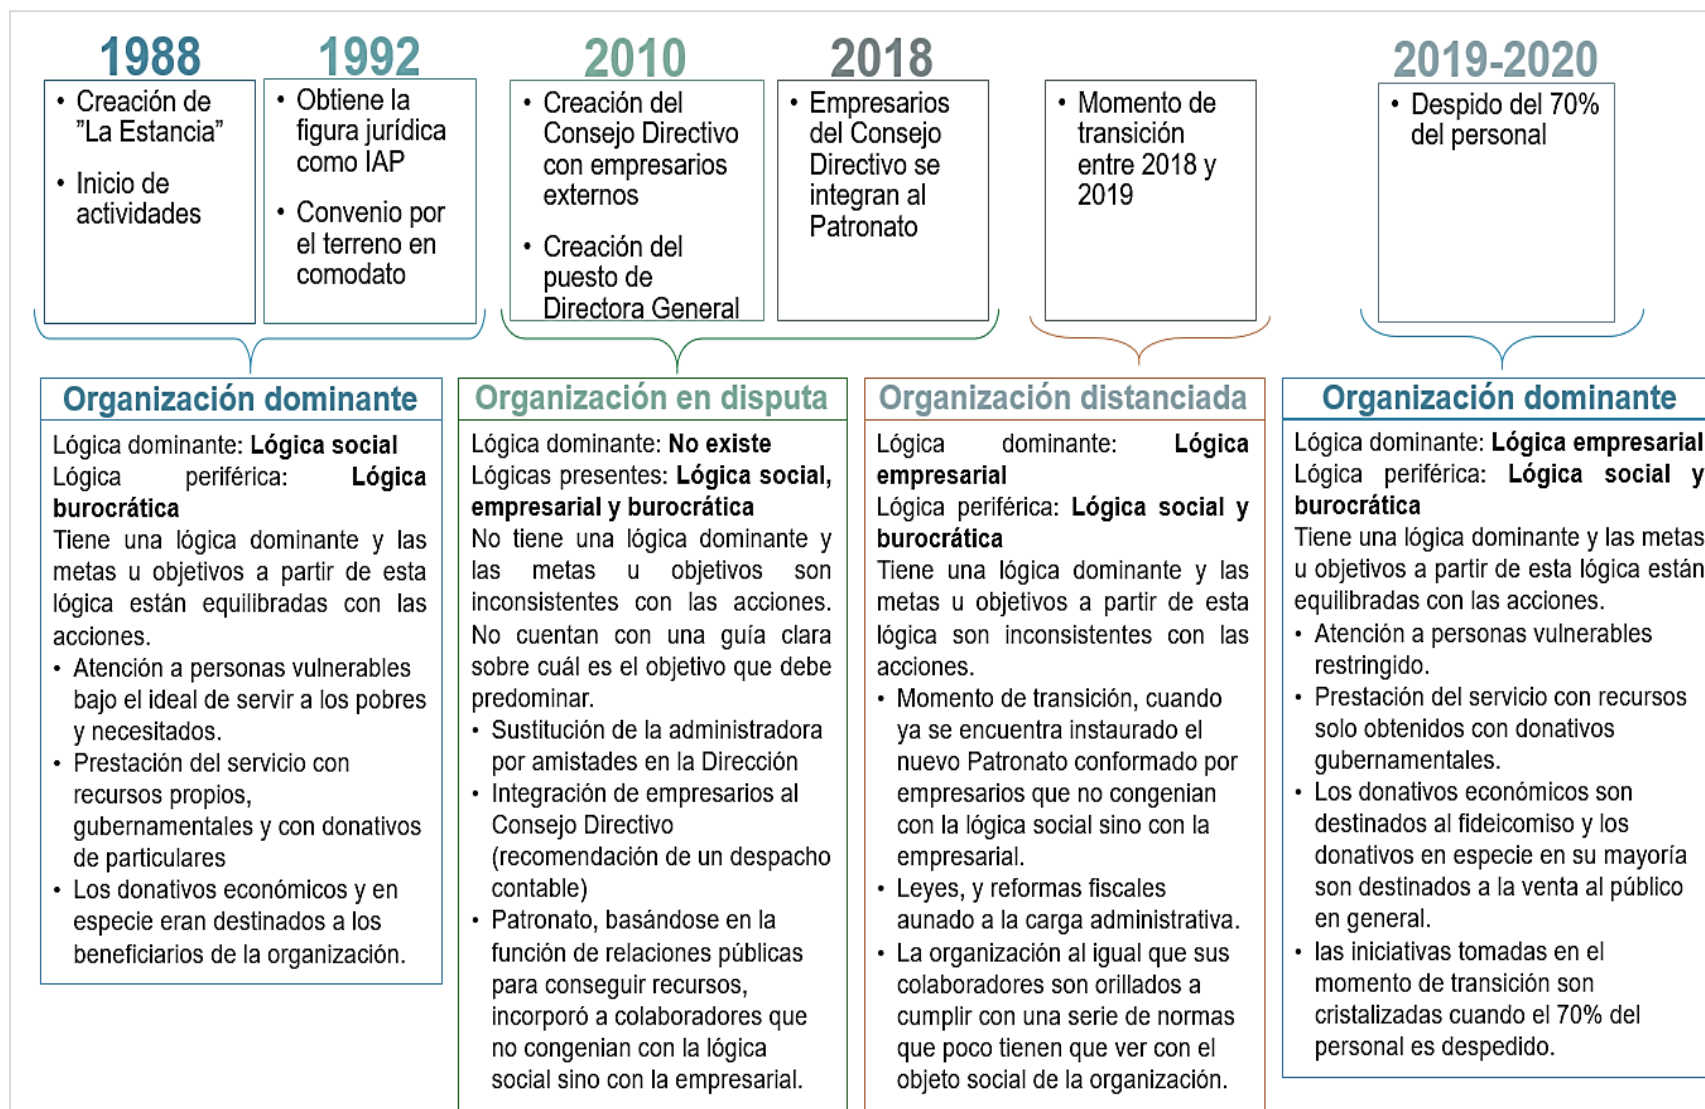 1988
• Creación de
"La Estancia"
• Inicio de
actividades
1992
• Obtiene la
figura jurídica
como IAP
• Convenio por
el terreno en
comodato
2010
• Creación del
Consejo Directivo
con empresarios
externos
• Creación del
puesto de
Directora General
2018
• Empresarios
del Consejo
Directivo se
integran al
Patronato
• Momento de
transición
entre 2018 y
2019
2019-2020
• Despido del 70%
del personal
Organización dominante
Lógica dominante: Lógica social
Lógica periférica: Lógica
burocrática
Tiene una lógica dominante y las
metas u objetivos a partir de esta
lógica están equilibradas con las
acciones.
• Atención a personas vulnerables
bajo el ideal de servir a los pobres
y necesitados.
• Prestación del servicio con
recursos propios,
gubernamentales y con donativos
de particulares
• Los donativos económicos y en
especie eran destinados a los
beneficiarios de la organización.
Organización en disputa
Lógica dominante: No existe
Lógicas presentes: Lógica social,
empresarial y burocrática
No tiene una lógica dominante y
las metas u objetivos son
inconsistentes con las acciones.
No cuentan con una guía clara
sobre cuál es el objetivo que debe
predominar.
• Sustitución de la administradora
por amistades en la Dirección
• Integración de empresarios al
Consejo Directivo
(recomendación de un despacho
contable)
• Patronato, basándose en la
función de relaciones públicas
para conseguir recursos,
incorporó a colaboradores que
no congenian con la lógica
social sino con la empresarial.
Organización distanciada
Lógica dominante: Lógica
empresarial
Lógica periférica: Lógica social y
burocrática
Tiene una lógica dominante y las
metas u objetivos a partir de esta
lógica son inconsistentes con las
acciones.
• Momento de transición, cuando
ya se encuentra instaurado el
nuevo Patronato conformado por
empresarios que no congenian
con la lógica social sino con la
empresarial.
• Leyes, y reformas fiscales
aunado a la carga administrativa.
• La organización al igual que sus
colaboradores son orillados a
cumplir con una serie de normas
que poco tienen que ver con el
objeto social de la organización.
Organización dominante
Lógica dominante: Lógica empresarial
Lógica periférica: Lógica social y
burocrática
Tiene una lógica dominante y las metas
u objetivos a partir de esta lógica están
equilibradas con las acciones.
• Atención a personas vulnerables
restringido.
• Prestación del servicio con recursos
solo obtenidos con donativos
gubernamentales.
• Los donativos económicos son
destinados al fideicomiso y los
donativos en especie en su mayoría
son destinados a la venta al público
en general.
• las iniciativas tomadas en el
momento de transición son
cristalizadas cuando el 70% del
personal es despedido.